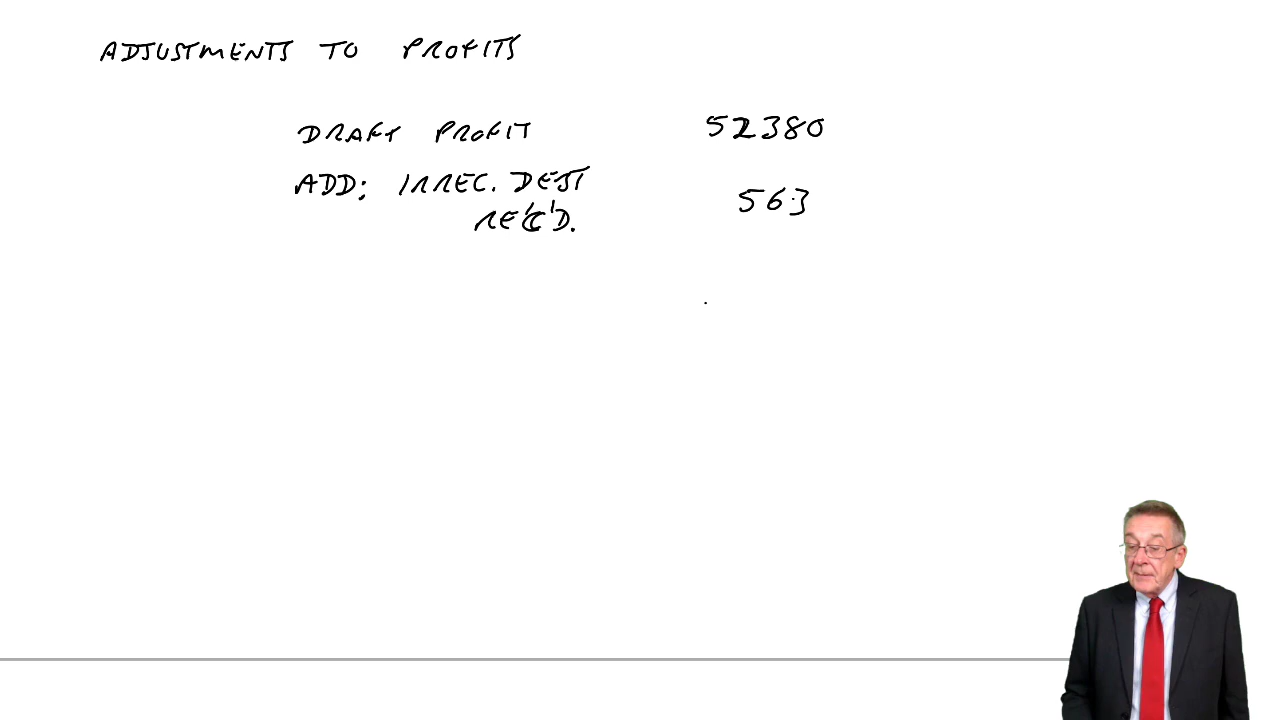 ADJUSTMENTS TO PROFITS
DRAFT PROFIT 52380
ADD: IRREC. DEBT
REC'D. 563